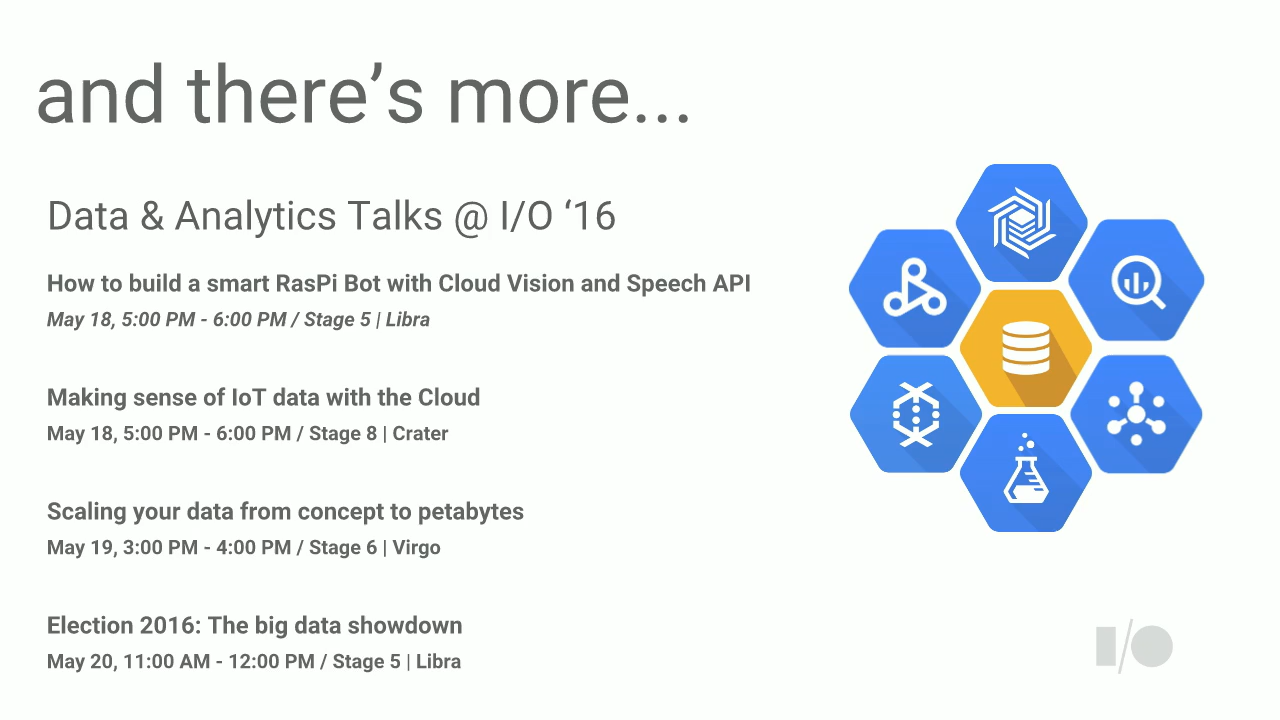 and there’s more...
Data & Analytics Talks @ I/O ‘16
How to build a smart RasPi Bot with Cloud Vision and Speech API
May 18, 5:00 PM - 6:00 PM / Stage 5 | Libra
Making sense of IoT data with the Cloud
May 18, 5:00 PM - 6:00 PM / Stage 8 | Crater
Scaling your data from concept to petabytes
May 19, 3:00 PM - 4:00 PM / Stage 6 | Virgo
Election 2016: The big data showdown
May 20, 11:00 AM - 12:00 PM / Stage 5 | Libra
I/O